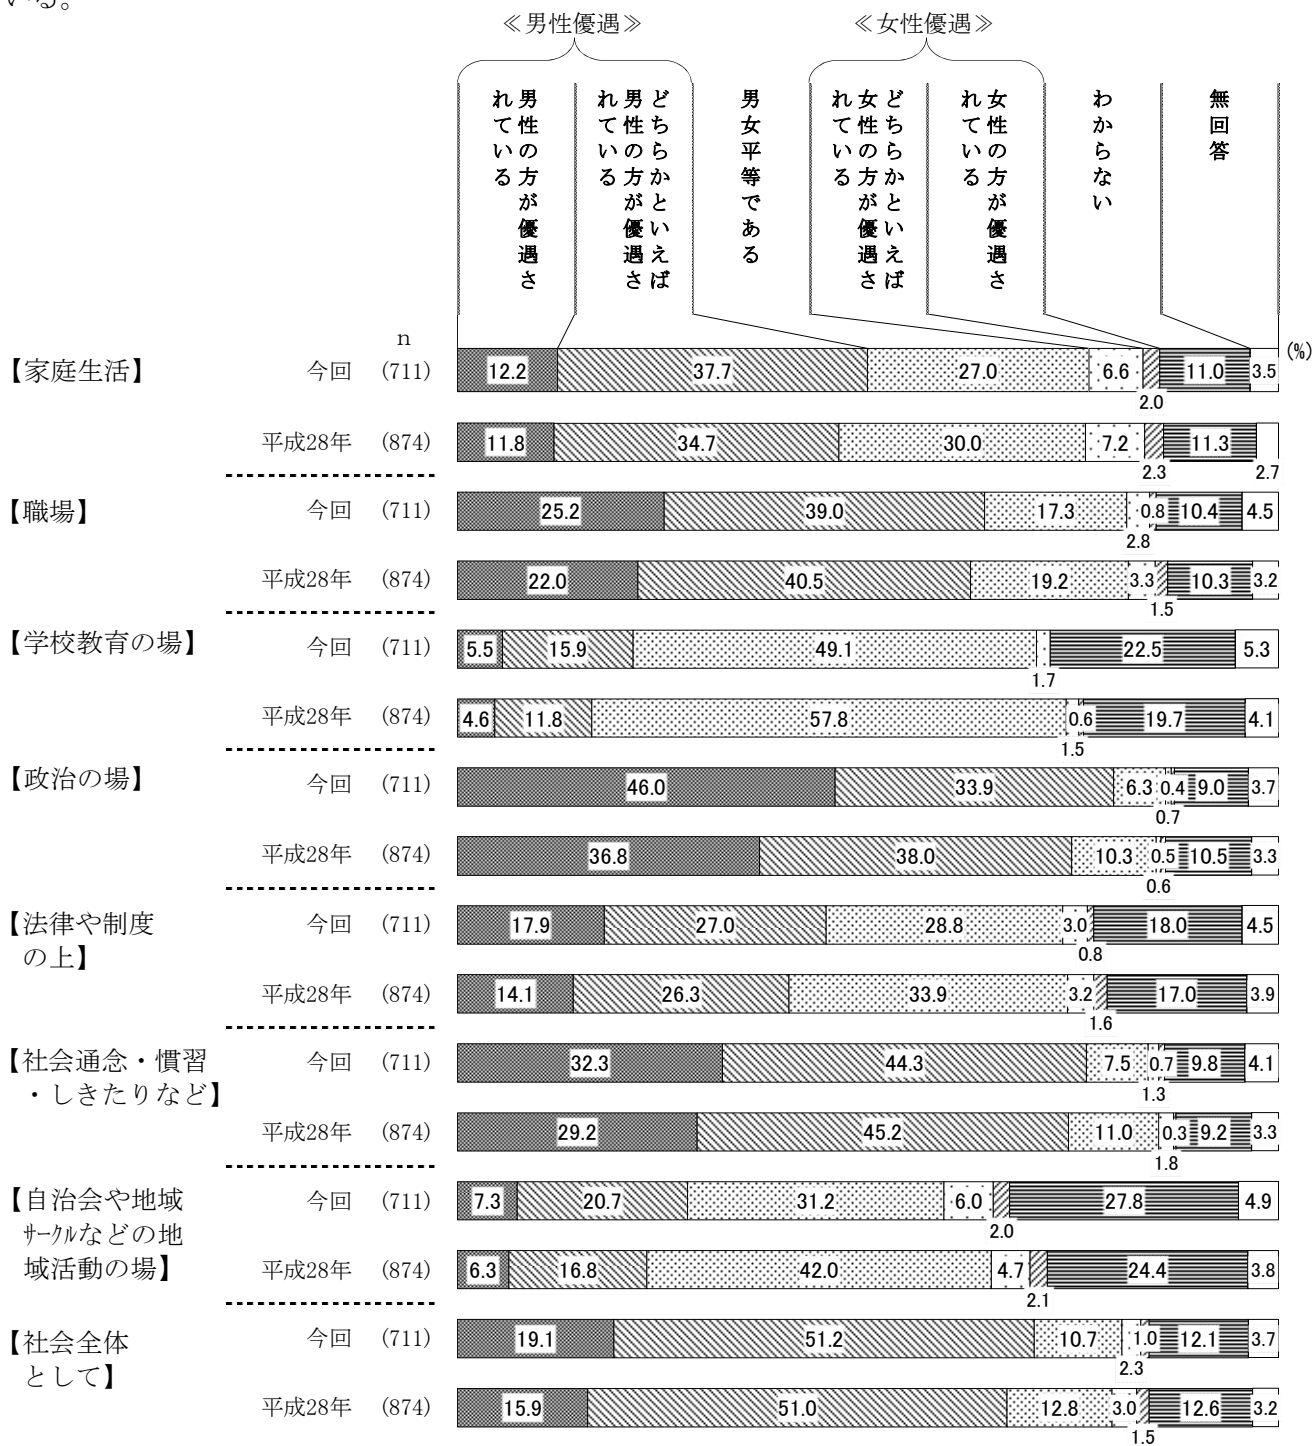 いる。
≪男性優遇≫ ≪女性優遇≫
男性の方が優遇されている
どちらかといえば男性の方が優遇されている
男女平等である
どちらかといえば女性の方が優遇されている
女性の方が優遇されている
わからない
無回答
n
(%)
【家庭生活】 今回 (711) 12.2 37.7 27.0 6.6 2.0 11.0 3.5
平成28年 (874) 11.8 34.7 30.0 7.2 2.3 11.3 2.7
【職場】 今回 (711) 25.2 39.0 17.3 2.8 0.8 10.4 4.5
平成28年 (874) 22.0 40.5 19.2 3.3 1.5 10.3 3.2
【学校教育の場】 今回 (711) 5.5 15.9 49.1 1.7 22.5 5.3
平成28年 (874) 4.6 11.8 57.8 1.5 0.6 19.7 4.1
【政治の場】 今回 (711) 46.0 33.9 6.3 0.7 0.4 9.0 3.7
平成28年 (874) 36.8 38.0 10.3 0.6 0.5 10.5 3.3
【法律や制度
の上】 今回 (711) 17.9 27.0 28.8 3.0 0.8 18.0 4.5
平成28年 (874) 14.1 26.3 33.9 3.2 1.6 17.0 3.9
【社会通念・慣習
・しきたりなど】 今回 (711) 32.3 44.3 7.5 1.3 0.7 9.8 4.1
平成28年 (874) 29.2 45.2 11.0 1.8 0.3 9.2 3.3
【自治会や地域
サークルなどの地
域活動の場】 今回 (711) 7.3 20.7 31.2 6.0 2.0 27.8 4.9
平成28年 (874) 6.3 16.8 42.0 4.7 2.1 24.4 3.8
【社会全体
として】 今回 (711) 19.1 51.2 10.7 2.3 1.0 12.1 3.7
平成28年 (874) 15.9 51.0 12.8 3.0 1.5 12.6 3.2